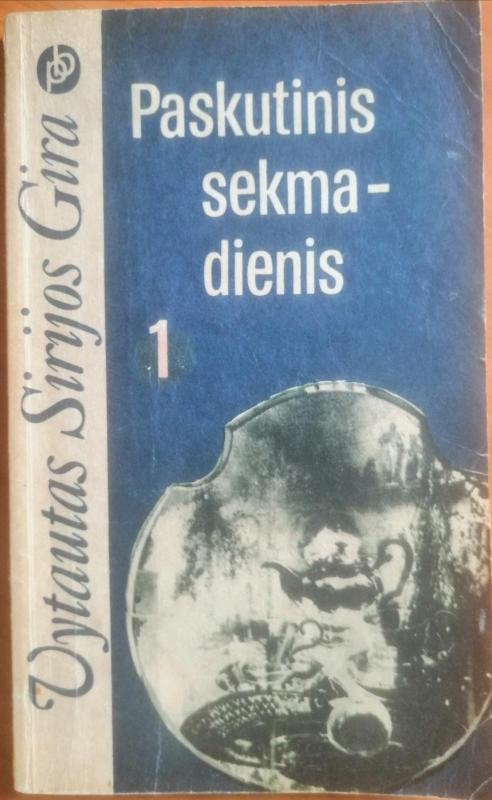 Vytautas Sirijos Gira
Paskutinis
sekma-
dienis
1